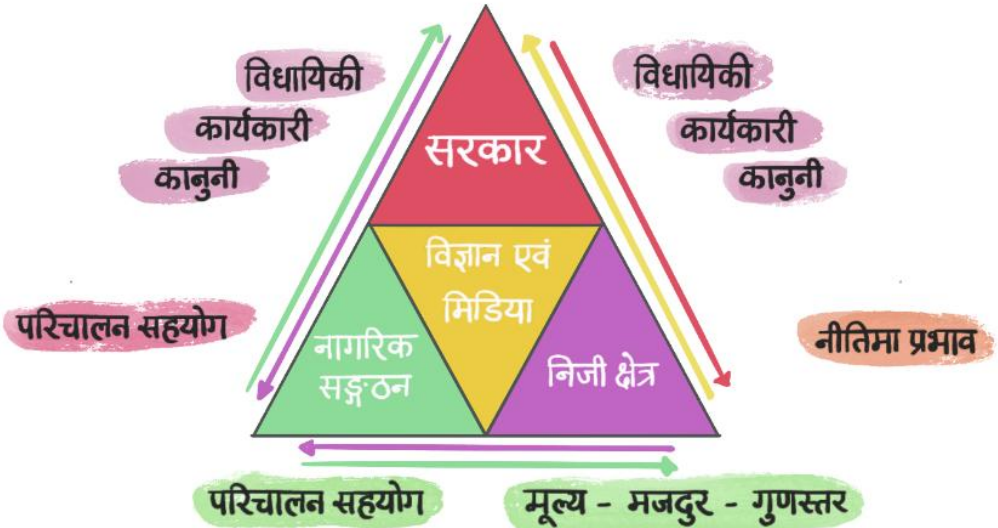 विधायिकी
कार्यकारी
कानुनी
विधायिकी
कार्यकारी
कानुनी
सरकार
विज्ञान एवं
मिडिया
परिचालन सहयोग
नागरिक
सङ्गठन
निजी क्षेत्र
नीतिमा प्रभाव
परिचालन सहयोग
मूल्य - मजदुर - गुणस्तर